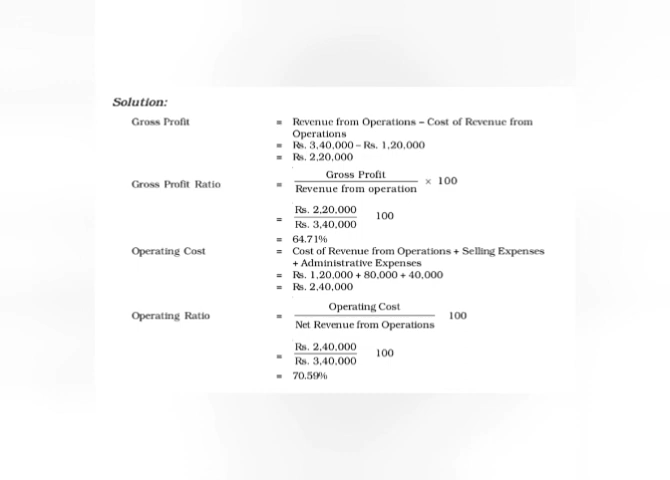 Solution:
Gross Profit = Revenue from Operations – Cost of Revenue from
Operations
= Rs. 3,40,000 – Rs. 1,20,000
= Rs. 2,20,000
Gross Profit Ratio = Gross Profit
Revenue from operation × 100
= Rs. 2,20,000
Rs. 3,40,000 100
= 64.71%
Operating Cost = Cost of Revenue from Operations + Selling Expenses
+ Administrative Expenses
= Rs. 1,20,000 + 80,000 + 40,000
= Rs. 2,40,000
Operating Ratio = Operating Cost
Net Revenue from Operations 100
= Rs. 2,40,000
Rs. 3,40,000 100
= 70.59%